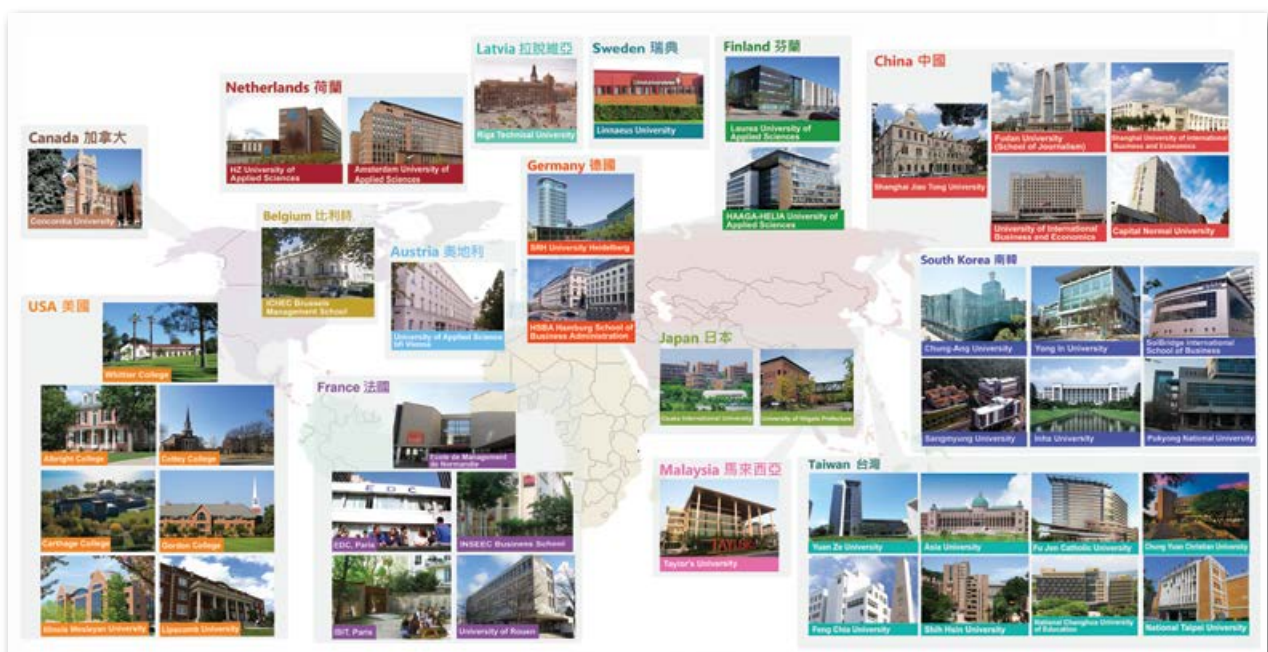 Canada 加拿大
Concordia University
Netherlands 荷蘭
HZ University of
Applied Sciences
Amsterdam University of
Applied Sciences
Latvia 拉脫維亞
Riga Technical University
Sweden 瑞典
Linnaeus University
Finland 芬蘭
Laurea University of
Applied Sciences
HAAGA-HELIA University of
Applied Sciences
China 中國
Shanghai Jiao Tong University
Fudan University
(School of Journalism)
Shanghai University of International
Business and Economics
University of International
Business and Economics
Capital Normal University
Belgium 比利時
ICHEC Brussels
Management School
Austria 奧地利
University of Applied Science
bfi Vienna
Germany 德國
SRH University Heidelberg
HSBA Hamburg School of
Business Administration
USA 美國
Whittier College
Albright College
Cottey College
Carthage College
Gordon College
Illinois Wesleyan University
Lipscomb University
France 法國
Ecole de Management
de Normandie
EDC
EDC, Paris
INSEEC Business School
IBIT, Paris
University of Rouen
Japan 日本
Osaka International University
University of Niigata Prefecture
South Korea 南韓
Chung-Ang University
Yong In University
SolBridge International
School of Business
Sangmyung University
Inha University
Pukyong National University
Malaysia 馬來西亞
TAYLOR'S
Taylor's University
Taiwan 台灣
Yuan Ze University
Asia University
Fu Jen Catholic University
Chung Yuan Christian University
Feng Chia University
Shih Hsin University
National Changhua University
of Education
National Taipei University